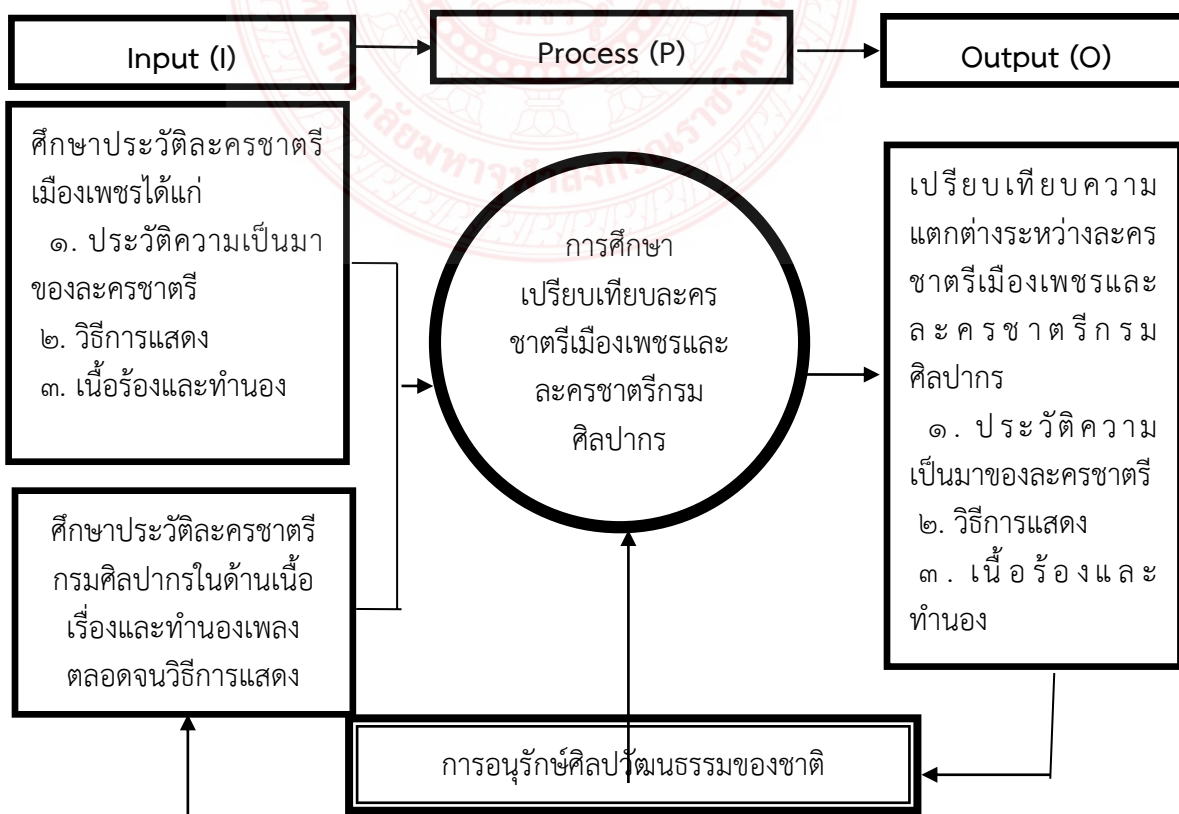 Input (I)
Process (P)
Output (O)
ศึกษาประวัติละครชาตรี
เมืองเพชรได้แก่
๑. ประวัติความเป็นมา
ของละครชาตรี
๒. วิธีการแสดง
๓. เนื้อร้องและทำนอง
ศึกษาประวัติละครชาตรี
กรมศิลปากรในด้านเนื้อ
เรื่องและทำนองเพลง
ตลอดจนวิธีการแสดง
การศึกษา
เปรียบเทียบละคร
ชาตรีเมืองเพชรและ
ละครชาตรีกรม
ศิลปากร
เปรียบเทียบความ
แตกต่างระหว่างละคร
ชาตรีเมืองเพชรและ
ละครชาตรีกรม
ศิลปากร
๑. ประวัติความ
เป็นมาของละครชาตรี
๒. วิธีการแสดง
๓. เนื้อร้องและ
ทำนอง
การอนุรักษ์ศิลปวัฒนธรรมของชาติ